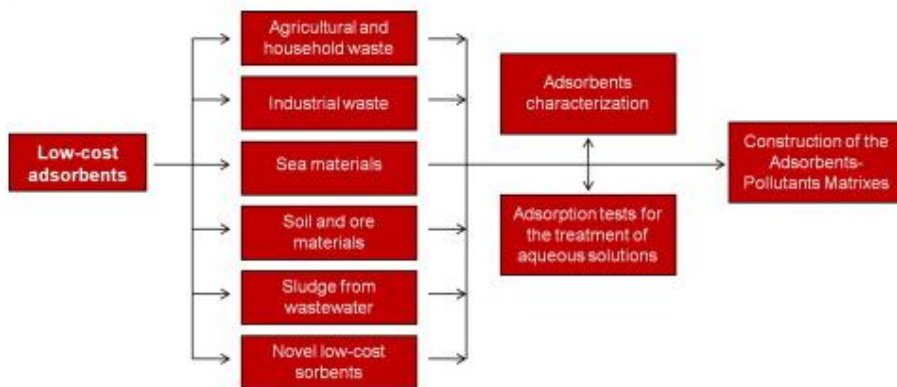 Low-cost
adsorbents
Agricultural and
household waste
Industrial waste
Sea materials
Soil and ore
materials
Sludge from
wastewater
Novel low-cost
sorbents
Adsorbents
characterization
Adsorption tests for
the treatment of
aqueous solutions
Construction of the
Adsorbents-
Pollutants Matrixes